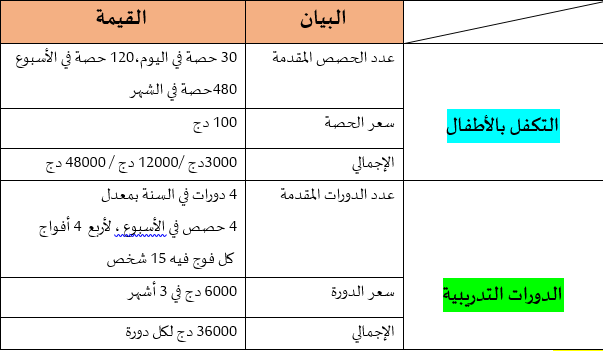 البيان
القيمة
التكفل بالأطفال
عدد الحصص المقدمة
30 حصة في اليوم،120 حصة في الأسبوع
480حصة في الشهر
سعر الحصة
100 دج
الإجمالي
3000دج /12000 دج / 48000 دج
الدورات التدريبية
عدد الدورات المقدمة
4 دورات في السنة بمعدل
4 حصص في الأسبوع ، لأربع 4 أفواج
كل فوج فيه 15 شخص
سعر الدورة
6000 دج في 3 أشهر
الإجمالي
36000 دج لكل دورة